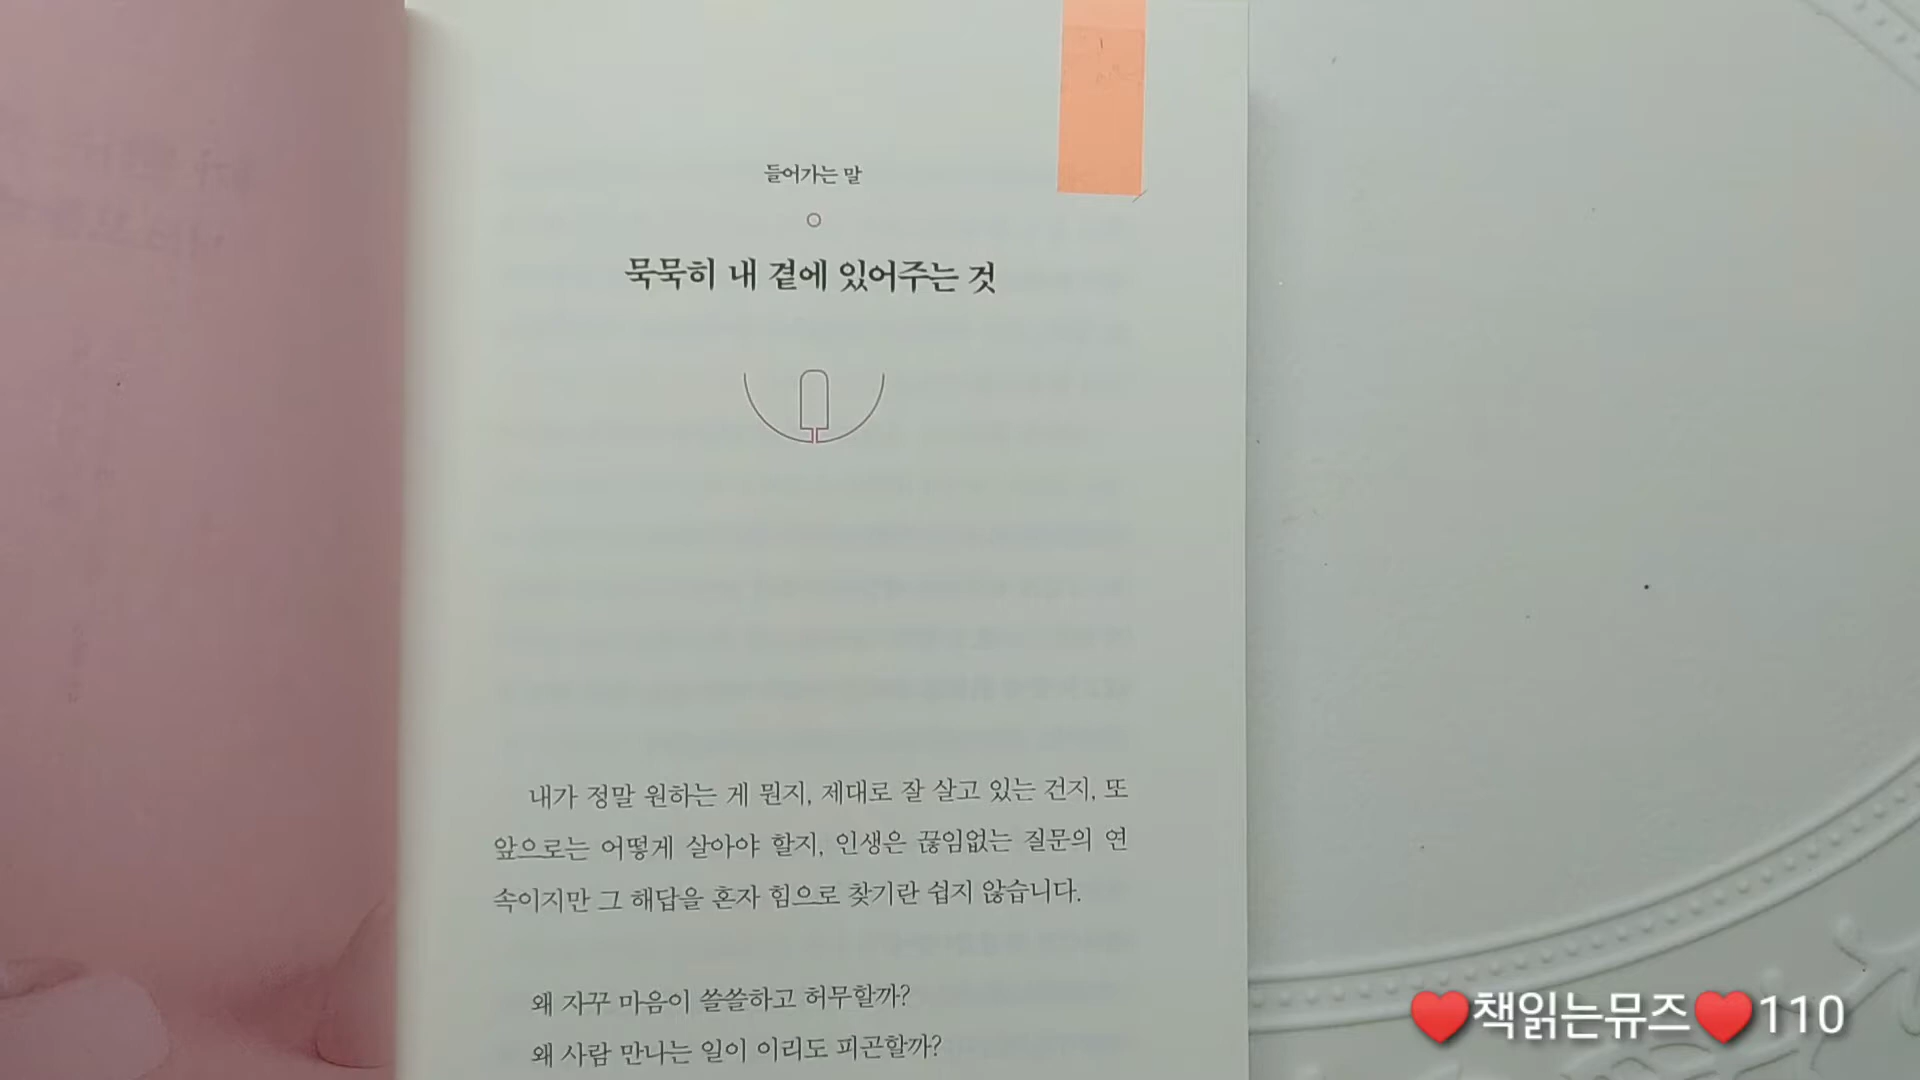 들어가는 말
묵묵히 내 곁에 있어주는 것
내가 정말 원하는 게 뭔지, 제대로 잘 살고 있는 건지, 또
앞으로는 어떻게 살아야 할지, 인생은 끊임없는 질문의 연
속이지만 그 해답을 혼자 힘으로 찾기란 쉽지 않습니다.
왜 자꾸 마음이 쓸쓸하고 허무할까?
왜 사람 만나는 일이 이리도 피곤할까?
❤️책읽는뮤즈❤️110